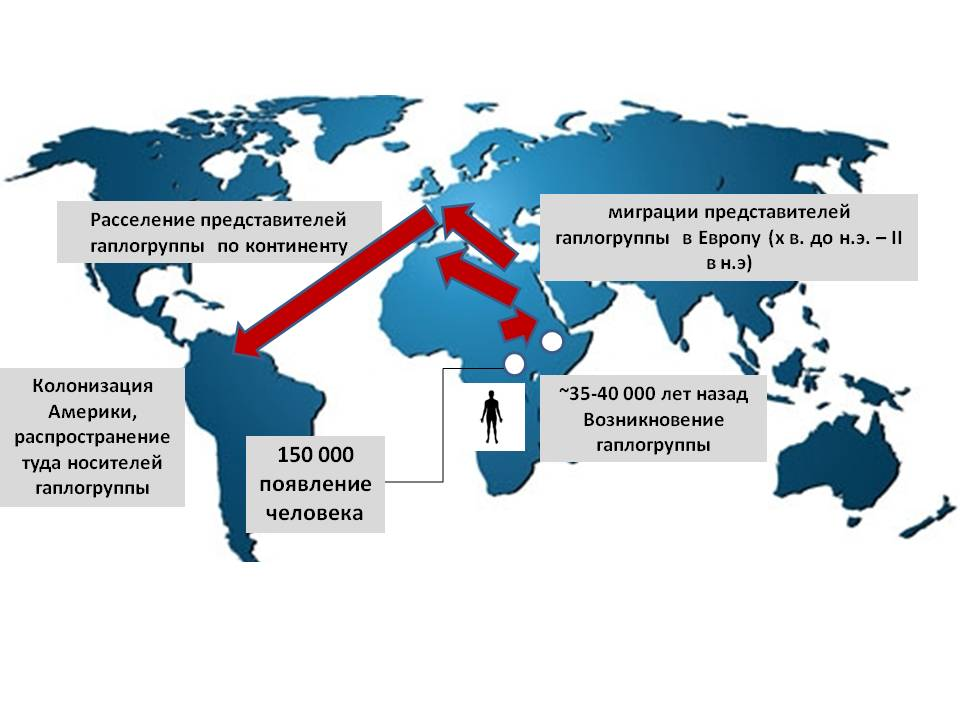 Расселение представителей
гаплогруппы по континенту
миграции представителей
гаплогруппы в Европу (х в. до н.э. – II
в н.э)
Колонизация
Америки,
распространение
туда носителей
гаплогруппы
150 000
появление
человека
~35-40 000 лет назад
Возникновение
гаплогруппы